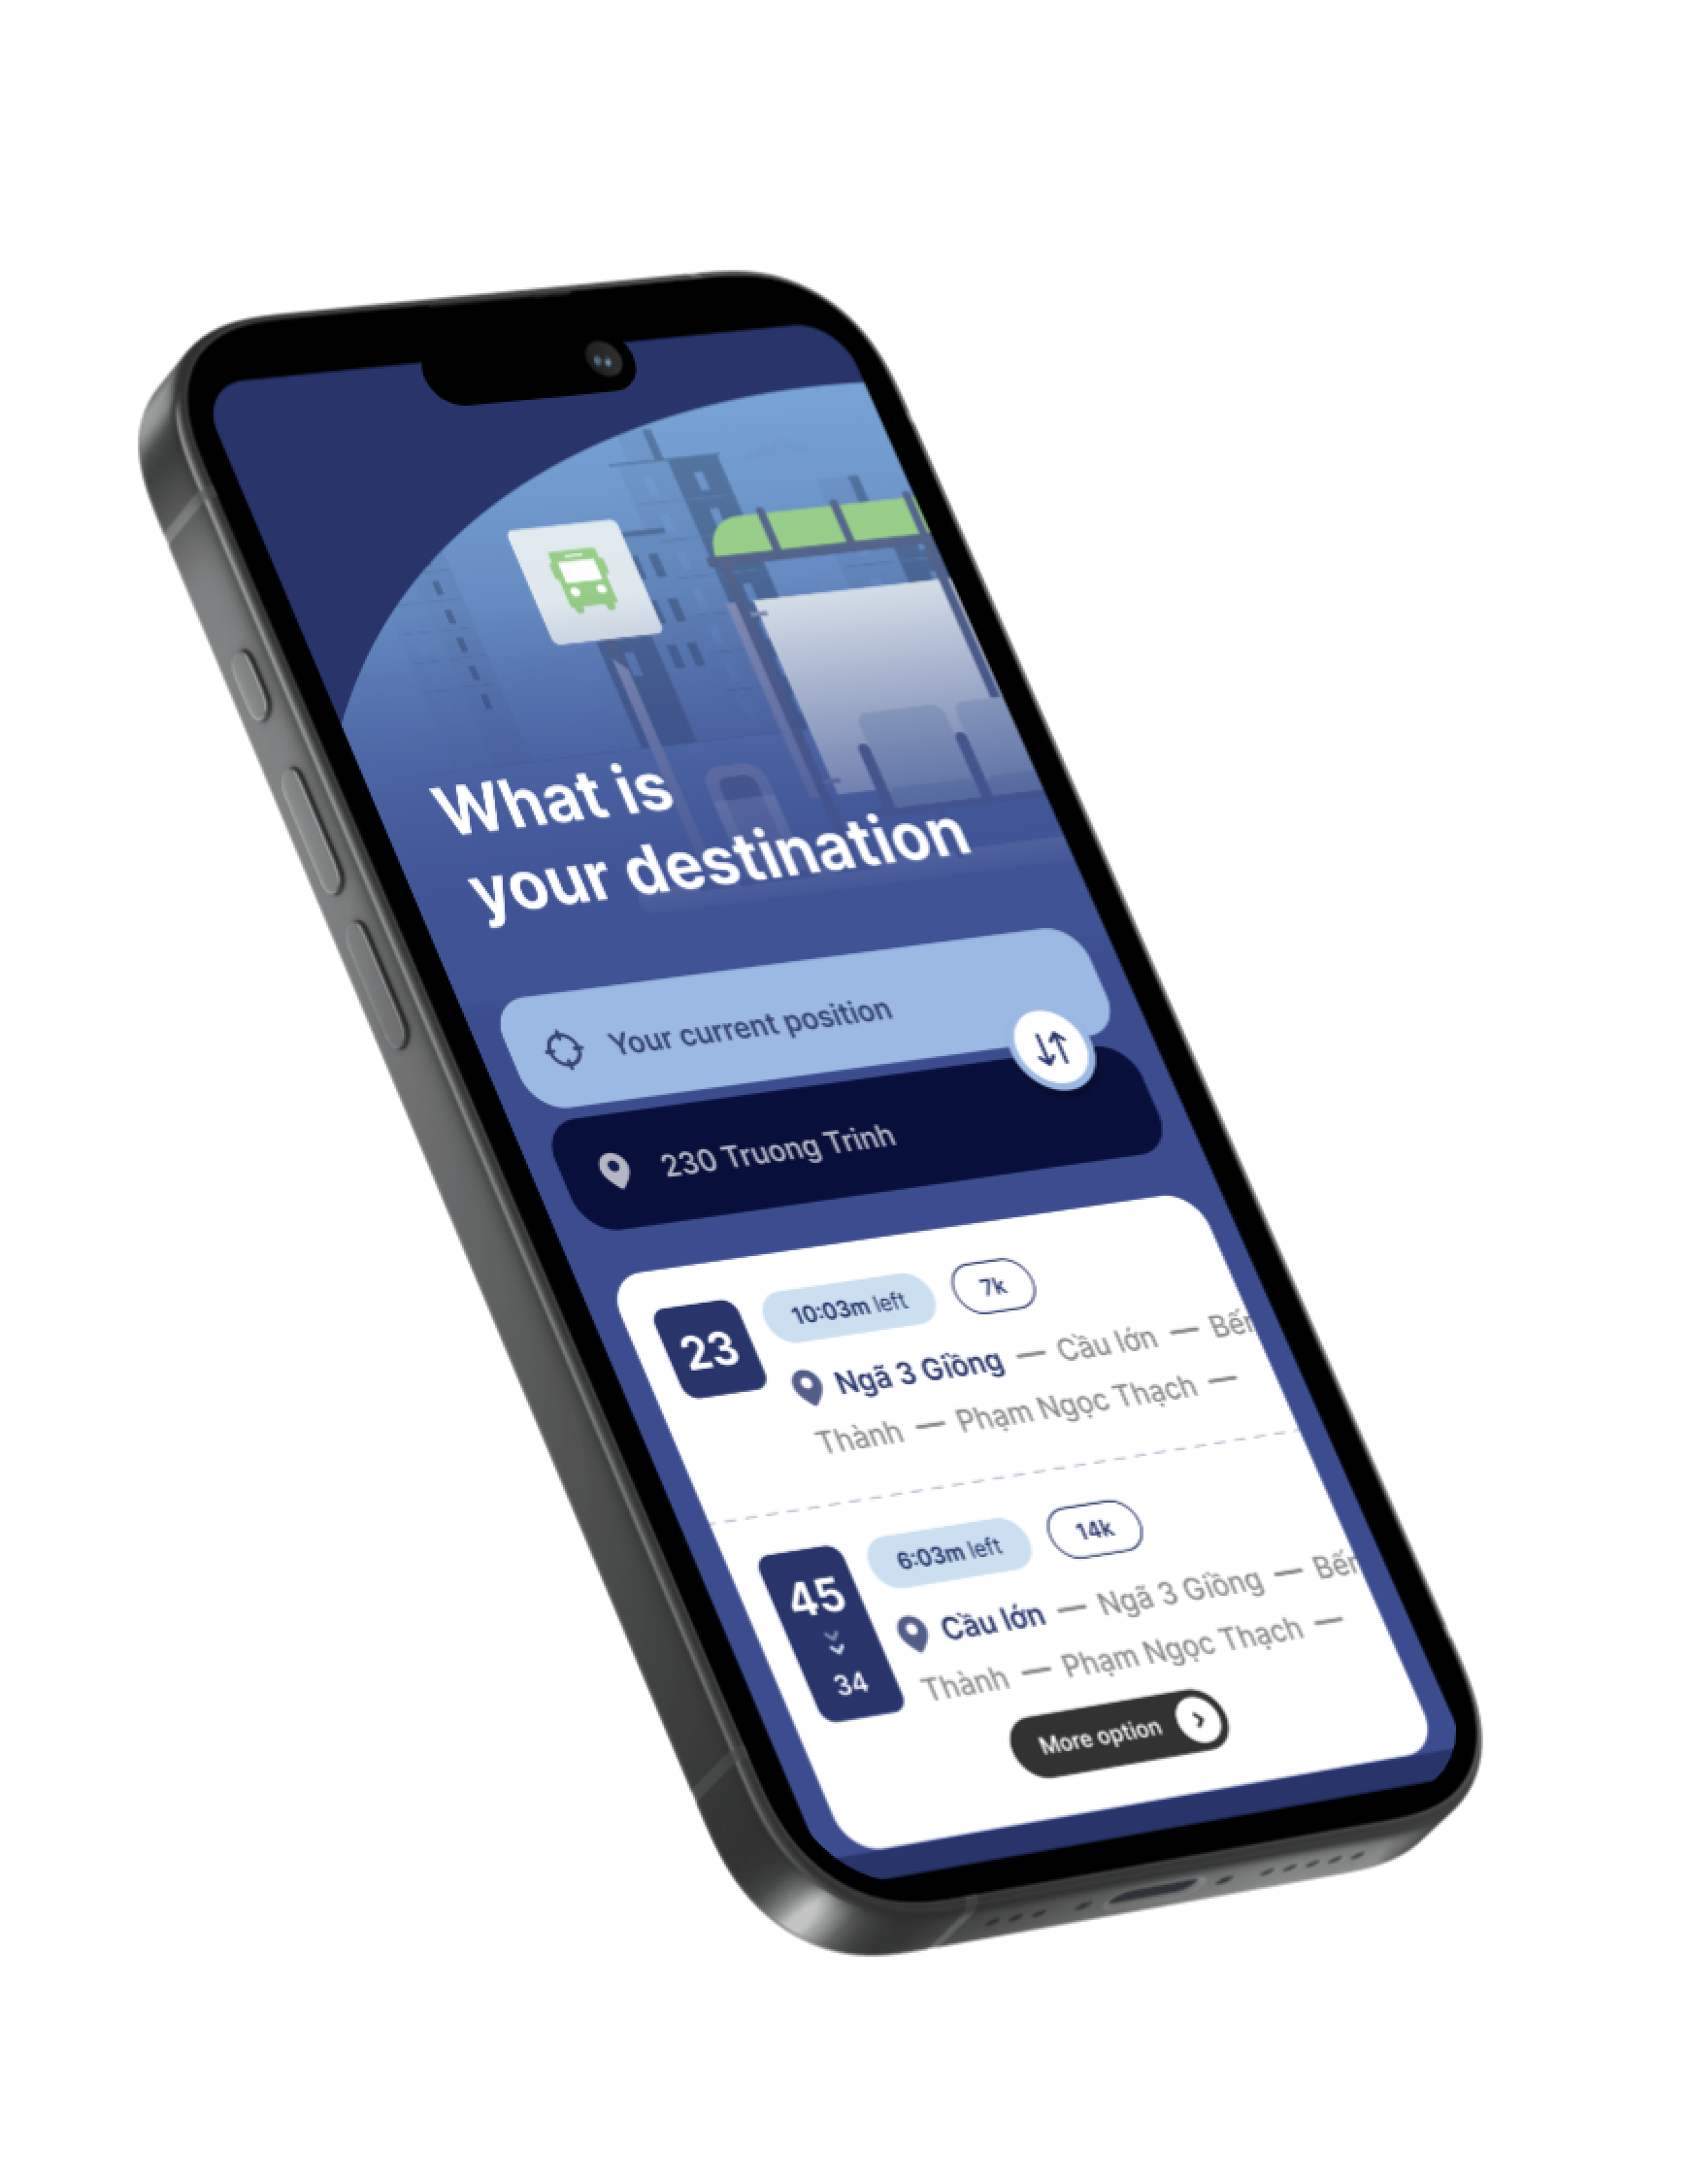 What is
your destination
Your current position
230 Truong Trinh
23
10:03m left
7k
Ngã 3 Giồng — Cầu lớn — Bến
Thành — Phạm Ngọc Thạch —
45
34
6:03m left
14k
Cầu lớn — Ngã 3 Giồng — Bến
Thành — Phạm Ngọc Thạch —
More option